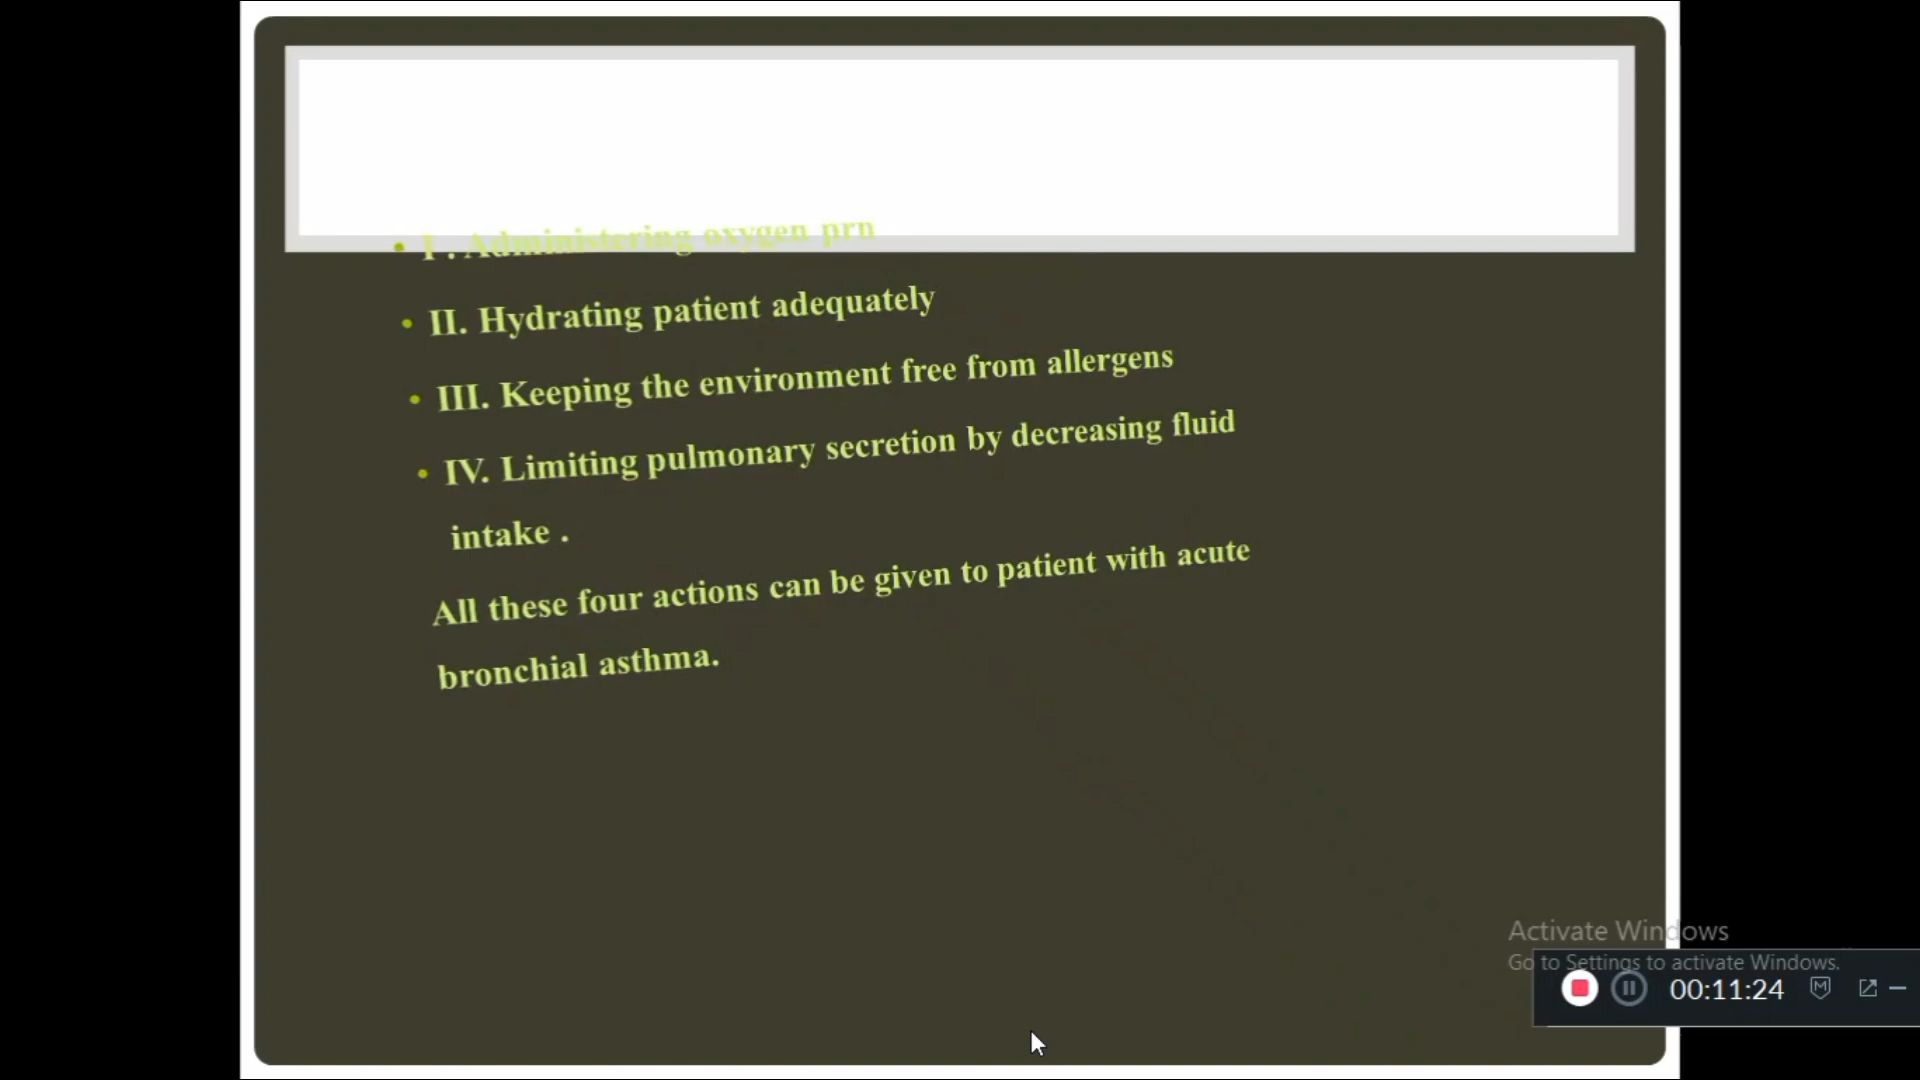 • I . Administering oxygen prn
• II. Hydrating patient adequately
• III. Keeping the environment free from allergens
• IV. Limiting pulmonary secretion by decreasing fluid
intake .
All these four actions can be given to patient with acute
bronchial asthma.
Activate Windows
Go to Settings to activate Windows.
00:11:24